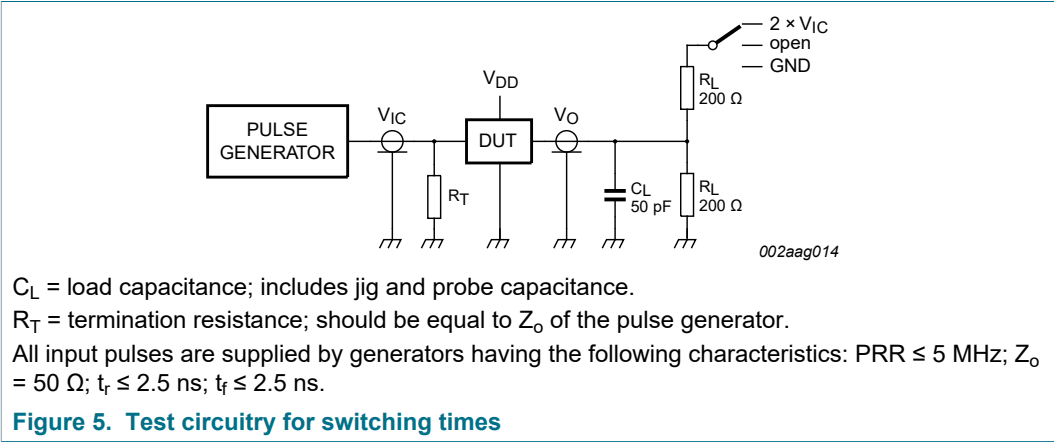 2 × VIC
open
GND
RL
200 Ω
VDD
VIC
VO
PULSE
GENERATOR
DUT
RT
CL
50 pF
RL
200 Ω
002aag014
CL = load capacitance; includes jig and probe capacitance.
RT = termination resistance; should be equal to Zo of the pulse generator.
All input pulses are supplied by generators having the following characteristics: PRR ≤ 5 MHz; Zo
= 50 Ω; tr ≤ 2.5 ns; tf ≤ 2.5 ns.
Figure 5. Test circuitry for switching times